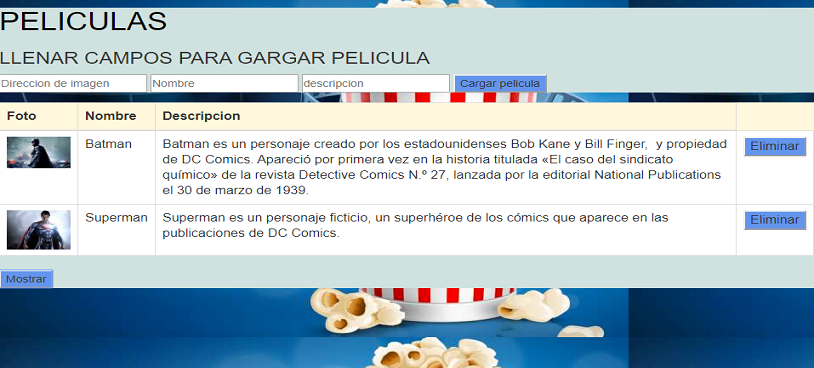 PELICULAS
LLENAR CAMPOS PARA GARGAR PELICULA
Direccion de imagen Nombre descripcion Cargar pelicula
Foto Nombre Descripcion
Batman Batman es un personaje creado por los estadounidenses Bob Kane y Bill Finger,  y propiedad Eliminar
de DC Comics. Apareció por primera vez en la historia titulada «El caso del sindicato
químico» de la revista Detective Comics N.º 27, lanzada por la editorial National Publications
el 30 de marzo de 1939.
Superman Superman es un personaje ficticio, un superhéroe de los cómics que aparece en las Eliminar
publicaciones de DC Comics.
Mostrar